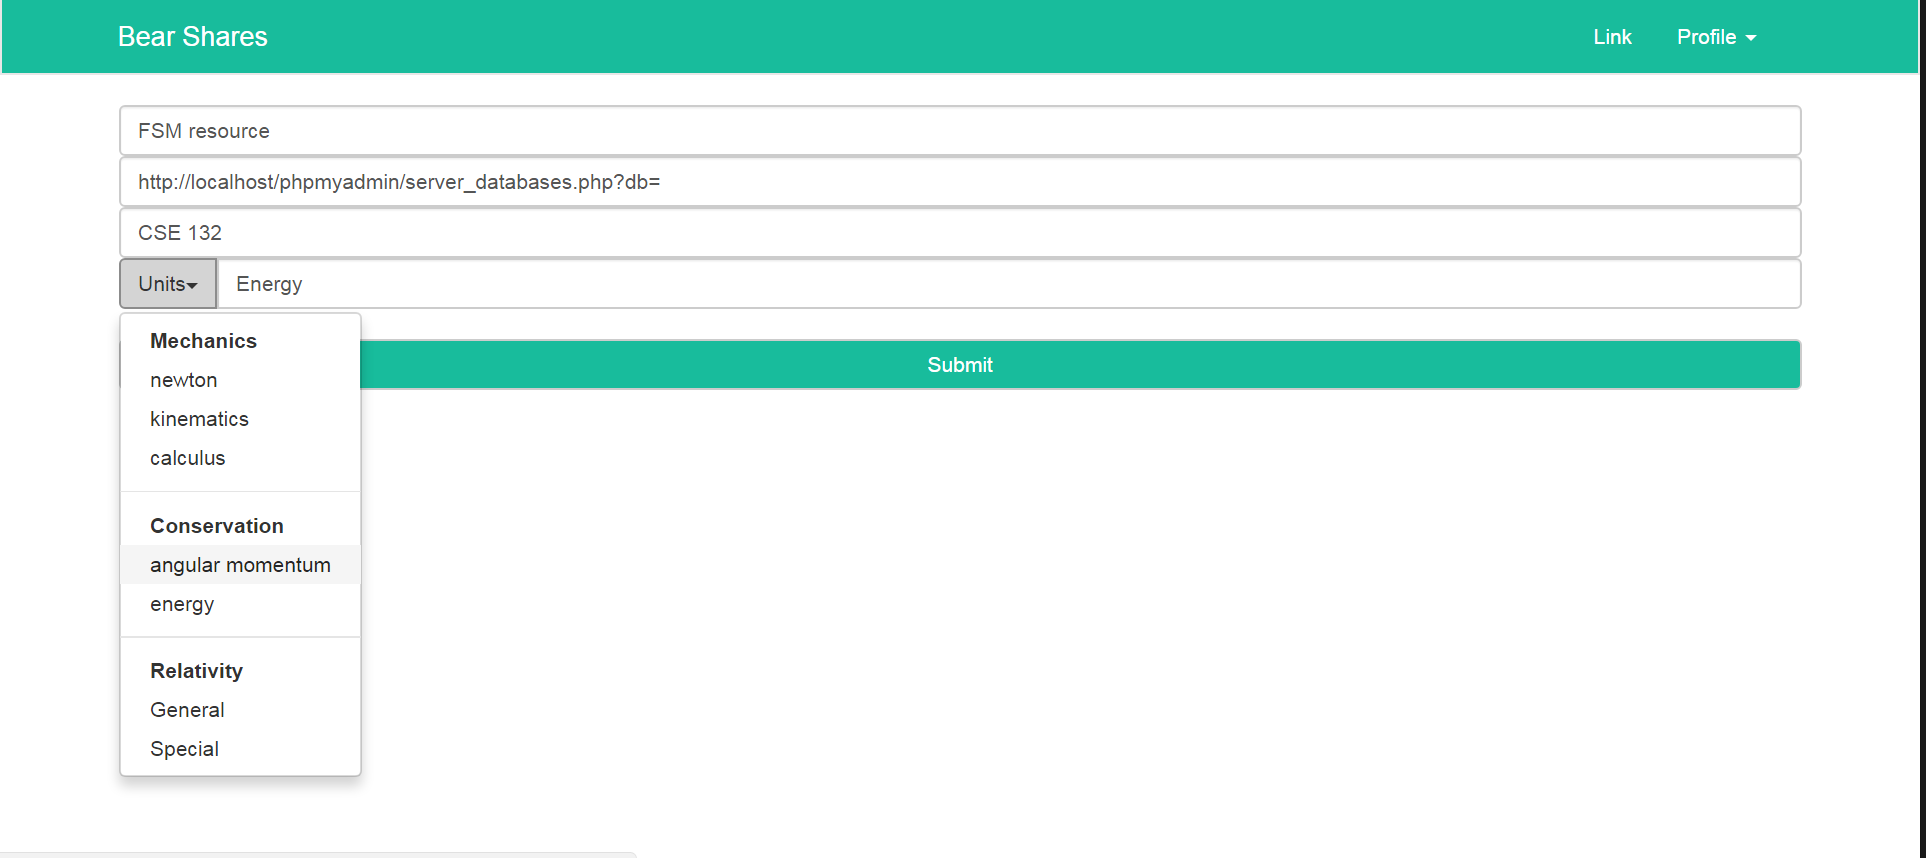 Bear Shares Link Profile
FSM resource
http://localhost/phpmyadmin/server_databases.php?db=
CSE 132
Units Energy
Submit
Mechanics
newton
kinematics
calculus
Conservation
angular momentum
energy
Relativity
General
Special